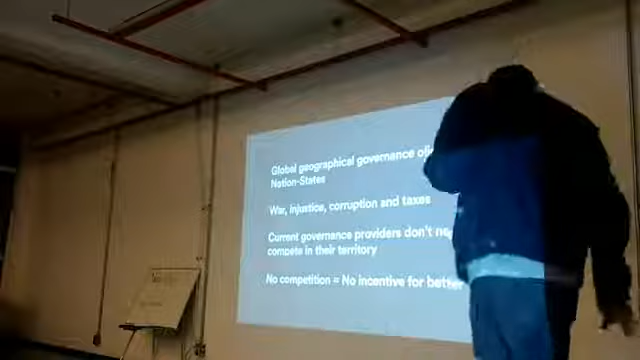 Global geographical governance
Nation-States
War, injustice, corruption and taxes
Current governance providers don't
compete in their territory
No competition = No incentive for better